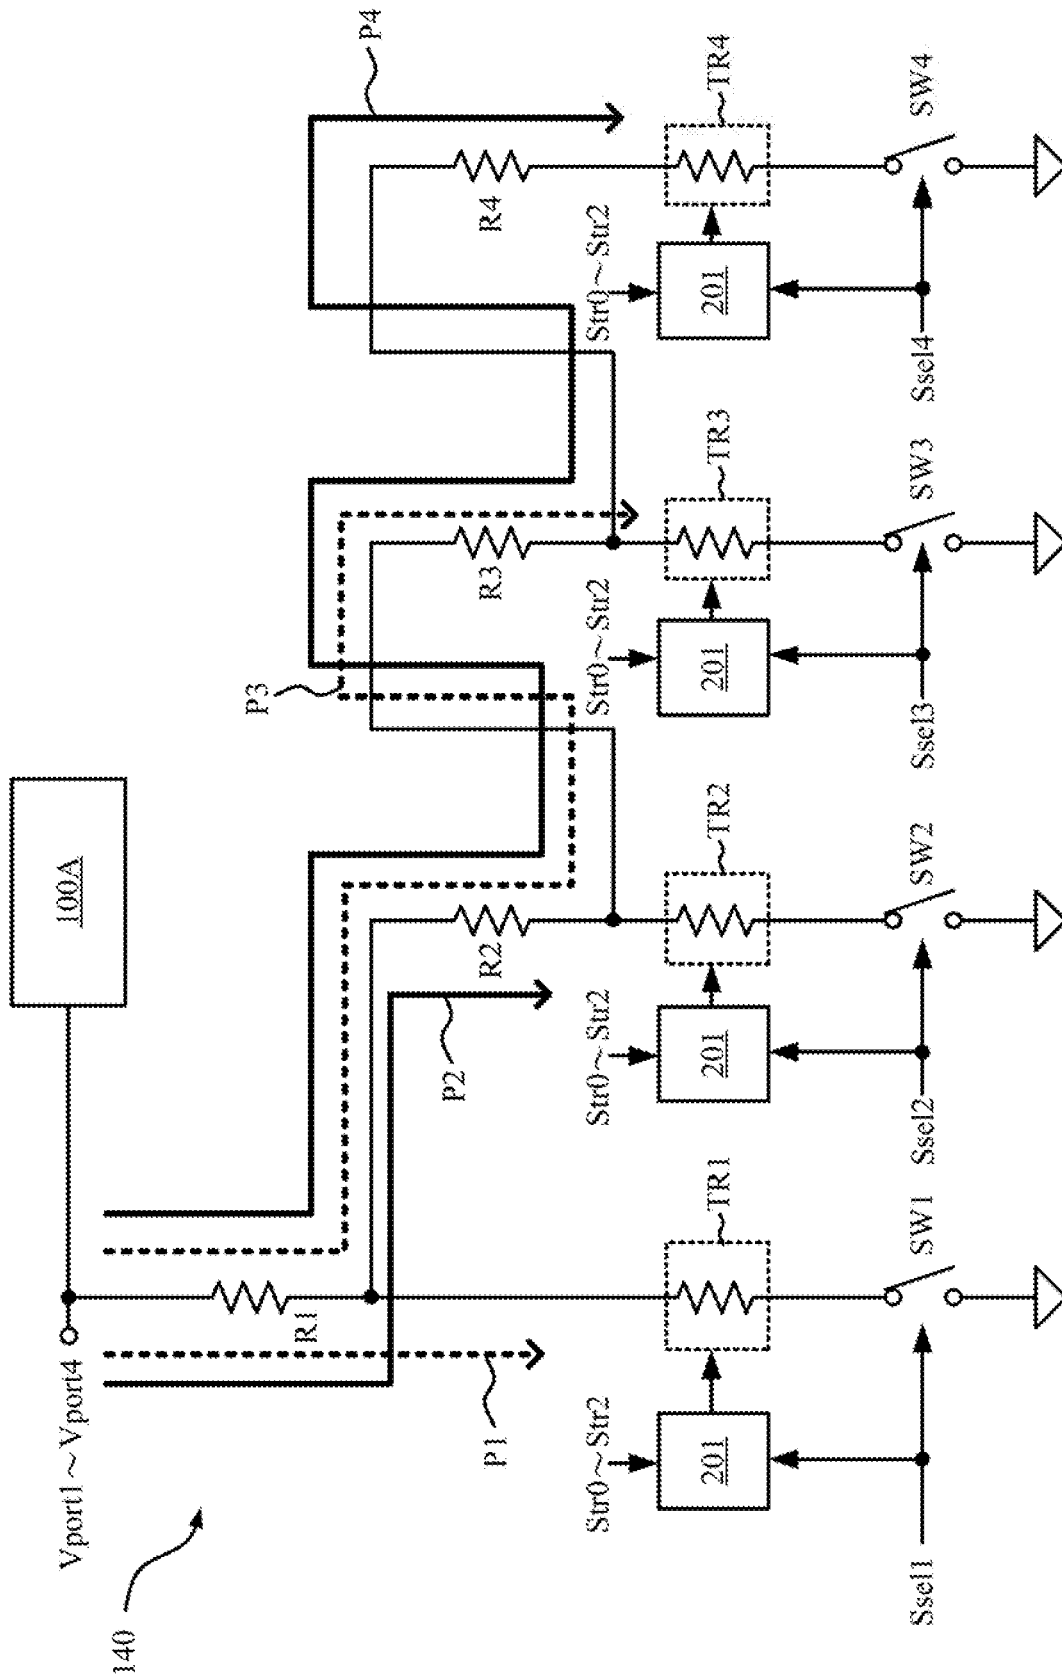 140
Vport1～Vport4
100A
R1
P1
P2
P3
P4
R2
R3
R4
Str0～Str2
201
TR1
Str0～Str2
201
TR2
Str0～Str2
201
TR3
Str0～Str2
201
TR4
Ssel1
SW1
Ssel2
SW2
Ssel3
SW3
Ssel4
SW4